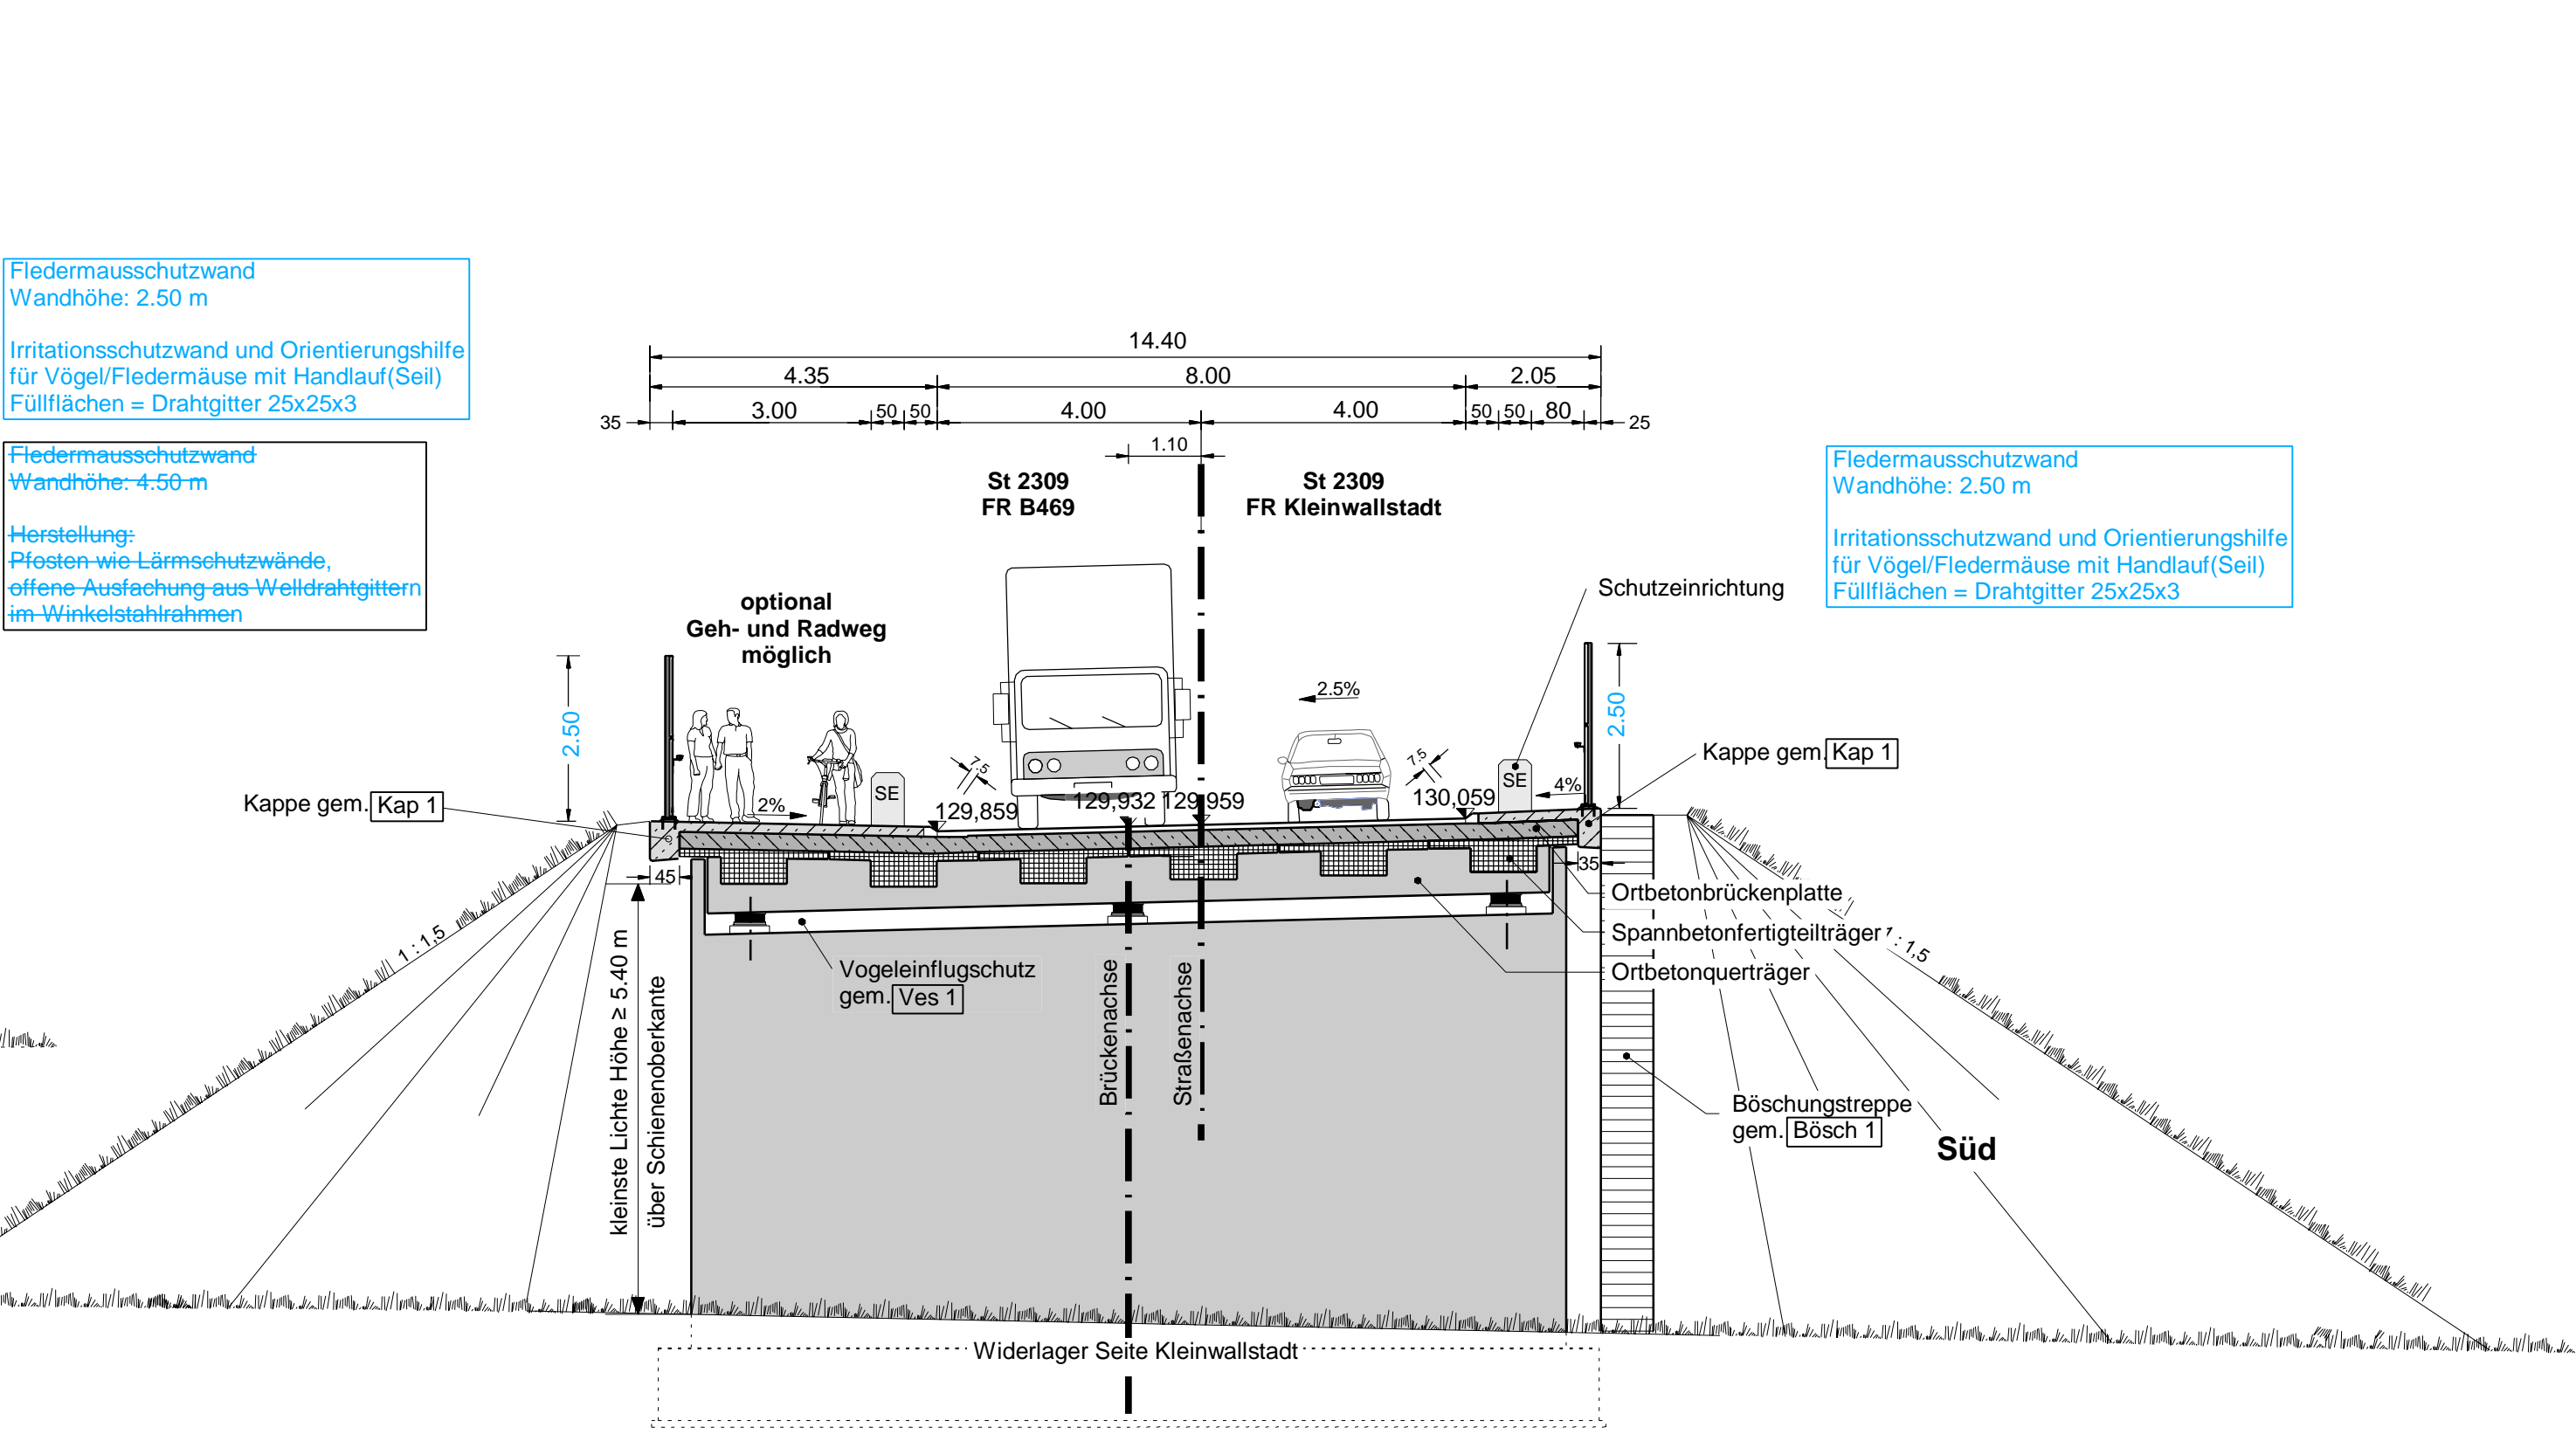 Fledermausschutzwand
Wandhöhe: 2.50 m
Irritationsschutzwand und Orientierungshilfe
für Vögel/Fledermäuse mit Handlauf(Seil)
Füllflächen = Drahtgitter 25x25x3
Fledermausschutzwand
Wandhöhe: 4.50 m
Herstellung:
Pfosten wie Lärmschutzwände,
offene Ausfachung aus Welldrahtgittern
im Winkelstahlrahmen
14.40
4.35 8.00 2.05
35 3.00 50 50 4.00 4.00 50 50 80 25
1.10
St 2309
FR B469
St 2309
FR Kleinwallstadt
Fledermausschutzwand
Wandhöhe: 2.50 m
Irritationsschutzwand und Orientierungshilfe
für Vögel/Fledermäuse mit Handlauf(Seil)
Füllflächen = Drahtgitter 25x25x3
Schutzeinrichtung
optional
Geh- und Radweg
möglich
2.50
2.5%
2.50
Kappe gem. Kap 1
7.5
7.5
SE
4%
Kappe gem. Kap 1
2%
SE
129,859
129,932
129,959
130,059
45
35
Ortbetonbrückenplatte
Spannbetonfertigteilträger
Ortbetonquerträger
1 : 1,5
1 : 1,5
Vogeleinflugschutz
gem. Ves 1
kleinste Lichte Höhe ≥ 5.40 m
über Schienenoberkante
Brückenachse
Straßenachse
Böschungstreppe
gem. Bösch 1
Süd
Widerlager Seite Kleinwallstadt